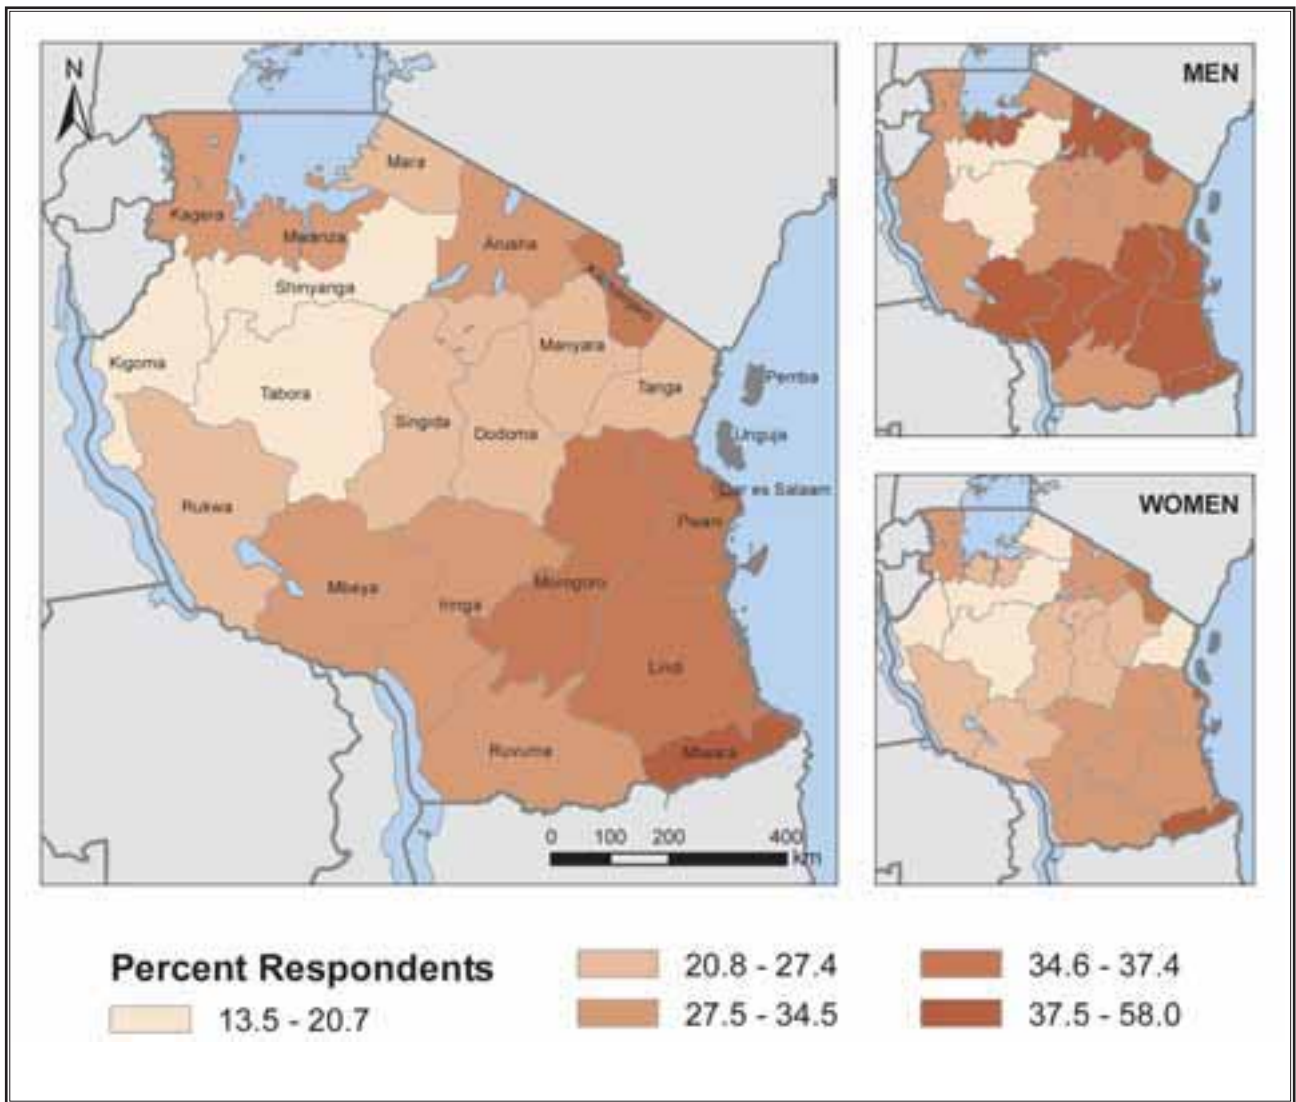 N
MEN
Mara
Kagera
Mwanza
Arusha
Shinyanga
Kigoma
Manyara
Tabora
Tanga
Pemba
Singida
Dodoma
Unguja
Dar es Salaam
WOMEN
Rukwa
Pwani
Mbeya
Iringa
Morogoro
Lindi
Ruvuma
Mtwara
0 100 200 400
km
Percent Respondents
13.5 - 20.7
20.8 - 27.4
27.5 - 34.5
34.6 - 37.4
37.5 - 58.0